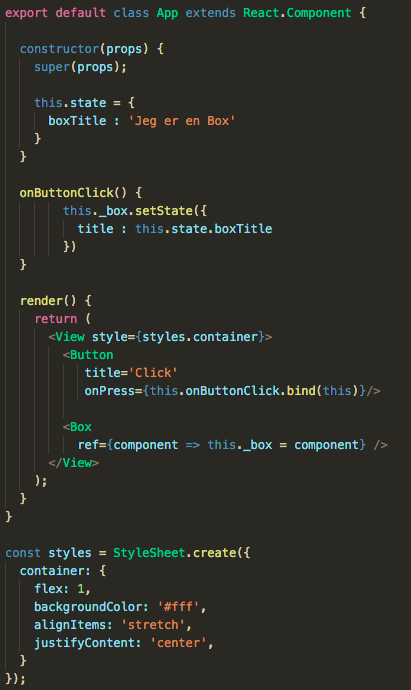 export default class App extends React.Component {
constructor(props) {
super(props);
this.state = {
boxTitle : 'Jeg er en Box'
}
}
onButtonClick() {
this._box.setState({
title : this.state.boxTitle
})
}
render() {
return (
<View style={styles.container}>
<Button
title='Click'
onPress={this.onButtonClick.bind(this)}/>
<Box
ref={component => this._box = component} />
</View>
);
}
}
const styles = StyleSheet.create({
container: {
flex: 1,
backgroundColor: '#fff',
alignItems: 'stretch',
justifyContent: 'center',
}
});